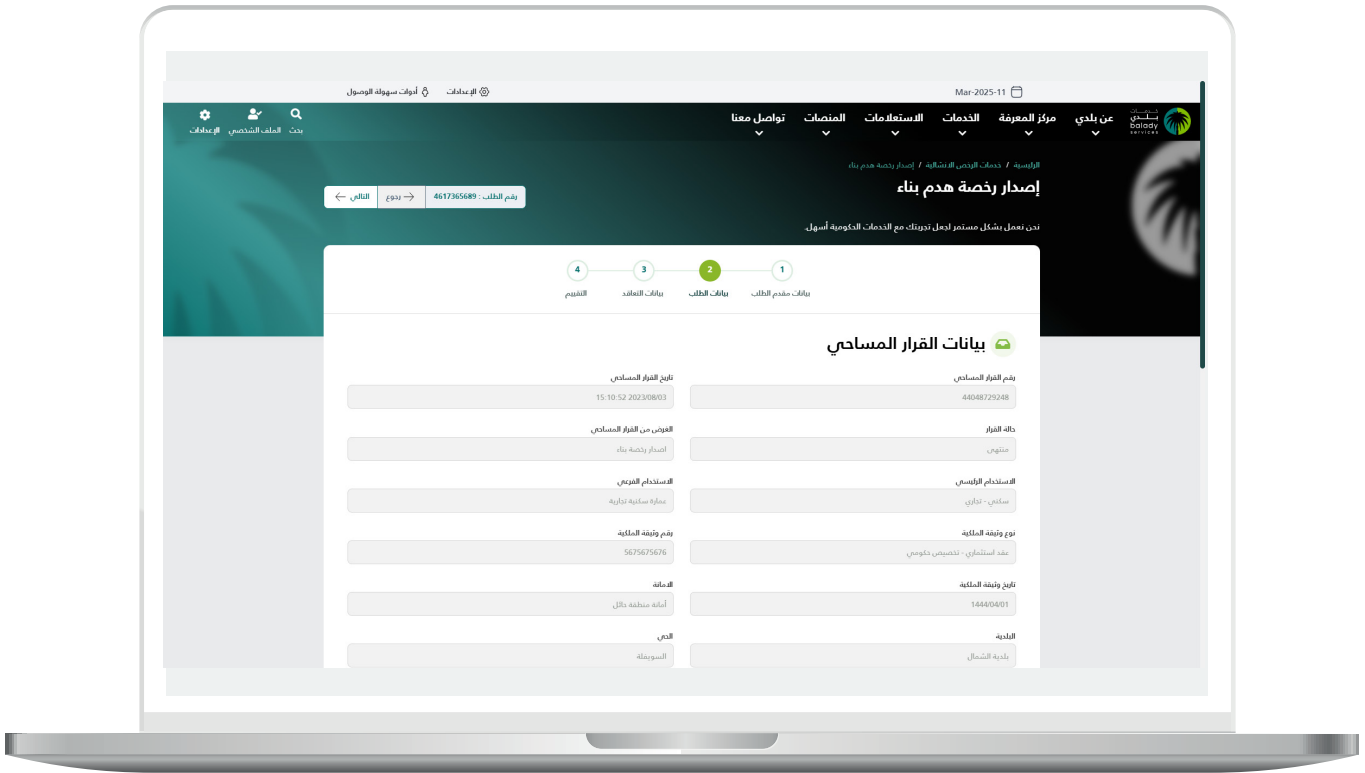 11-Mar-2025
الإعدادات
أدوات سهولة الوصول
خدمات بلدي
balady services
عن بلدي
مركز المعرفة
الخدمات
الاستعلامات
المنصات
تواصل معنا
بحث
الملف الشخصي
الإعدادات
الرئيسية / خدمات الرخص الانشائية / إصدار رخصة هدم بناء
إصدار رخصة هدم بناء
رقم الطلب : 4617365689
رجوع
التالي
نحن نعمل بشكل مستمر لجعل تجربتك مع الخدمات الحكومية أسهل.
1
2
3
4
بيانات مقدم الطلب
بيانات الطلب
بيانات التعاقد
التقييم
بيانات القرار المساحي
رقم القرار المساحي
44048729248
تاريخ القرار المساحي
2023/08/03 15:10:52
حالة القرار
منتهي
الغرض من القرار المساحي
اصدار رخصة بناء
الاستخدام الرئيسي
سكني - تجاري
الاستخدام الفرعي
عمارة سكنية تجارية
نوع وثيقة الملكية
عقد استثماري - تخصيص حكومي
رقم وثيقة الملكية
5675675676
تاريخ وثيقة الملكية
1444/04/01
الامانة
أمانة منطقة حائل
البلدية
بلدية الشمال
الحي
السويفلة